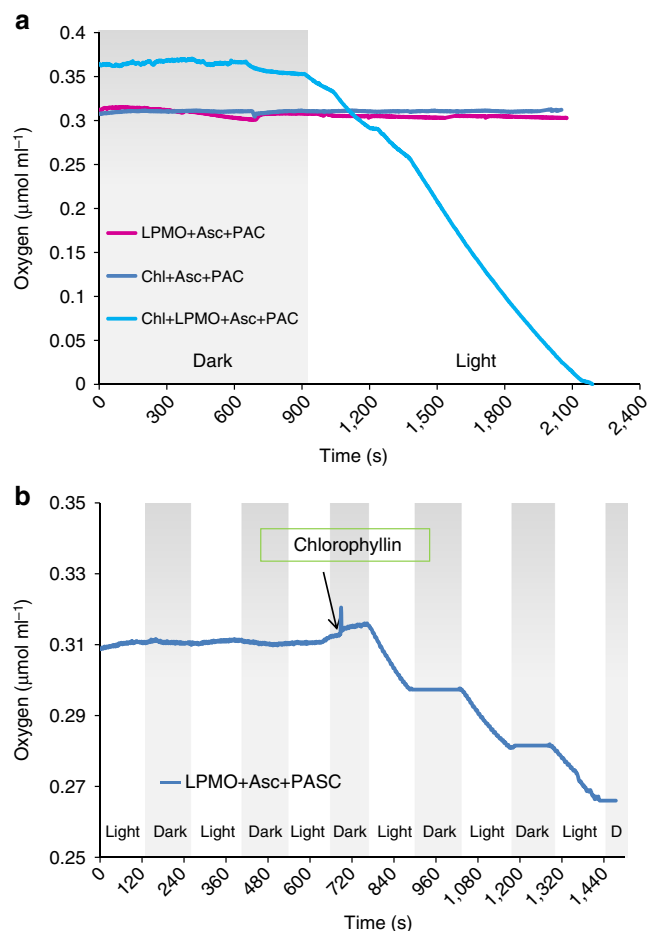 a
Oxygen (μmol ml⁻¹)
0.4
0.35
0.3
0.25
0.2
0.15
0.1
0.05
0
LPMO+Asc+PAC
Chl+Asc+PAC
Chl+LPMO+Asc+PAC
Dark
Light
0
300
600
900
1,200
1,500
1,800
2,100
2,400
Time (s)
b
Oxygen (μmol ml⁻¹)
0.35
0.33
0.31
0.29
0.27
0.25
Chlorophyllin
LPMO+Asc+PASC
Light Dark Light Dark Light Dark Light Dark Light Dark Light D
0
120
240
360
480
600
720
840
960
1,080
1,200
1,320
1,440
Time (s)